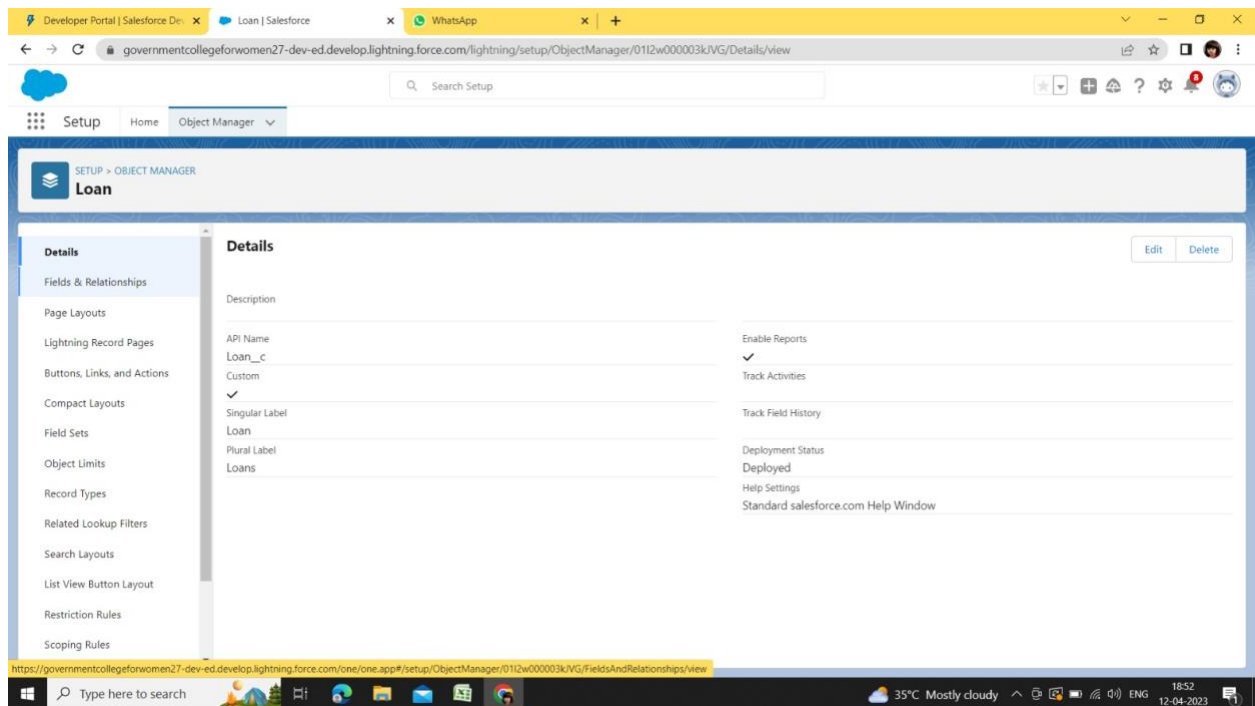 Developer Portal | Salesforce Dev
Loan | Salesforce
WhatsApp
governmentcollegeforwomen27-dev-ed.develop.lightning.force.com/lightning/setup/ObjectManager/01I2w000003kJVG/Details/view
Search Setup
8
Setup
Home
Object Manager
SETUP > OBJECT MANAGER
Loan
Details
Fields & Relationships
Page Layouts
Lightning Record Pages
Buttons, Links, and Actions
Compact Layouts
Field Sets
Object Limits
Record Types
Related Lookup Filters
Search Layouts
List View Button Layout
Restriction Rules
Scoping Rules
Details
Edit
Delete
Description
API Name
Loan__c
Custom
Singular Label
Loan
Plural Label
Loans
Enable Reports
Track Activities
Track Field History
Deployment Status
Deployed
Help Settings
Standard salesforce.com Help Window
https://governmentcollegeforwomen27-dev-ed.develop.lightning.force.com/one/one.app#/setup/ObjectManager/01I2w000003kJVG/FieldsAndRelationships/view
Type here to search
35°C Mostly cloudy
ENG
18:52
12-04-2023
1